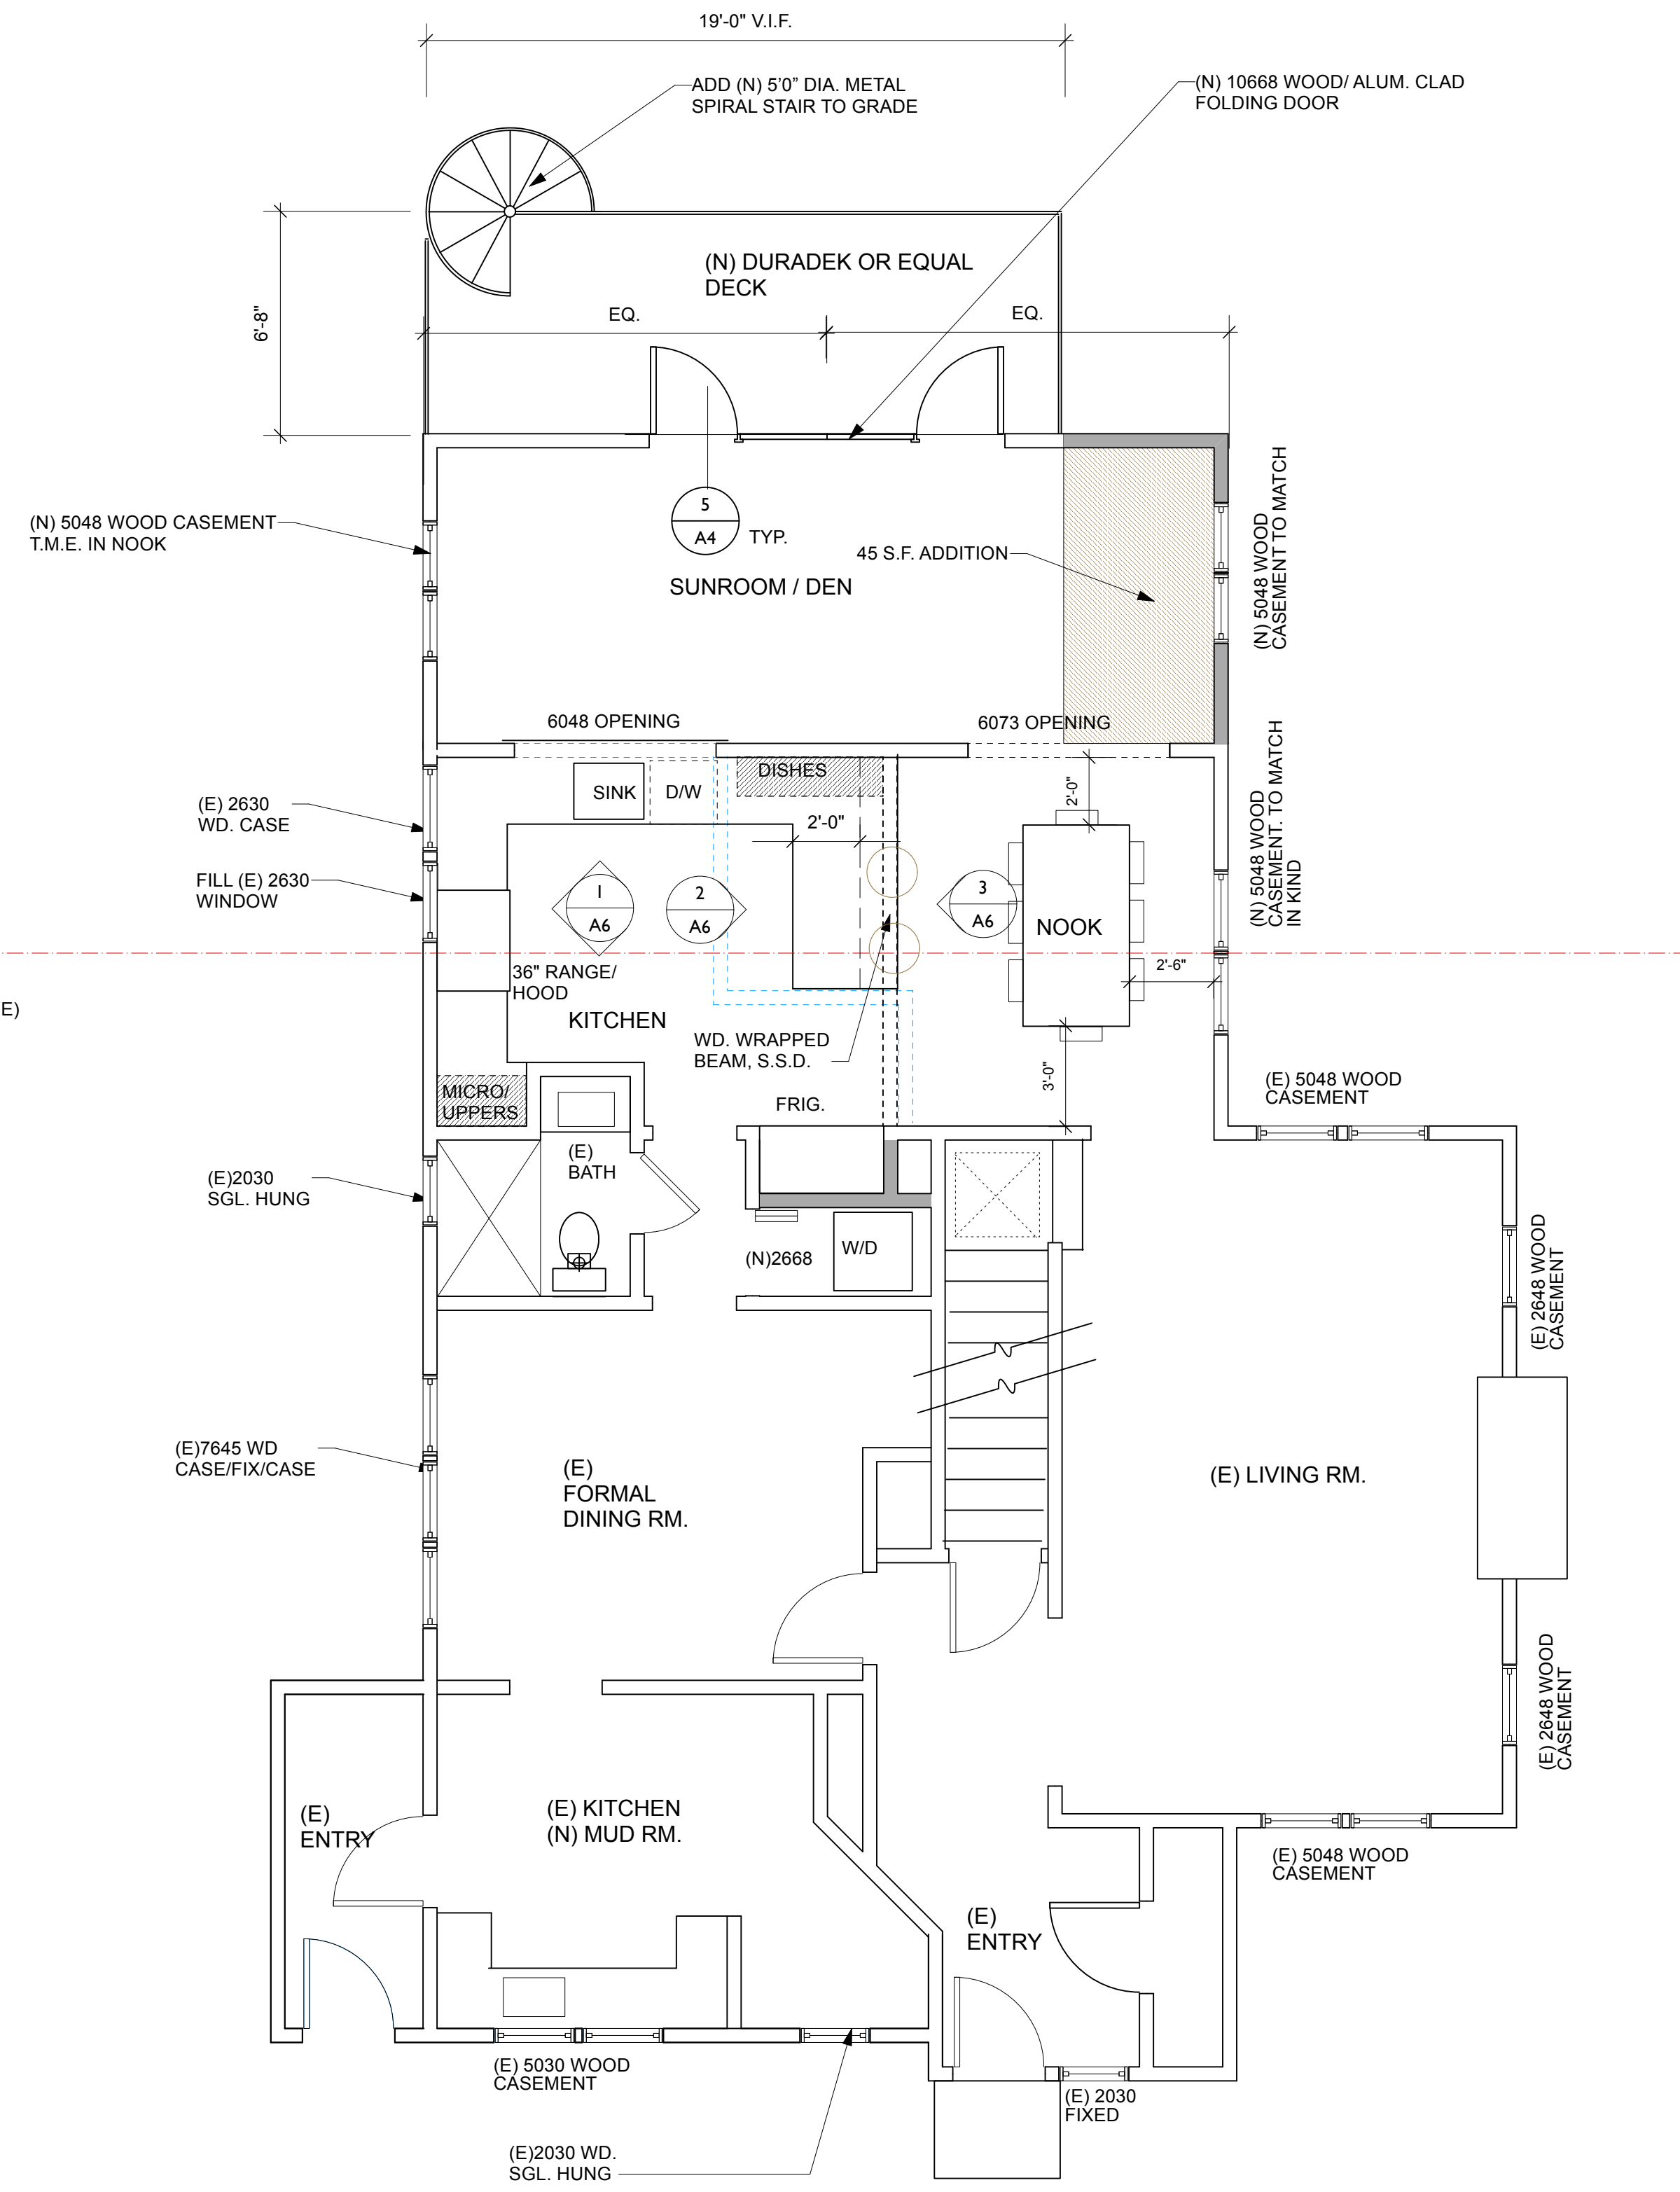 19'-0" V.I.F.
ADD (N) 5'0” DIA. METAL
SPIRAL STAIR TO GRADE
(N) 10668 WOOD/ ALUM. CLAD
FOLDING DOOR
(N) DURADEK OR EQUAL
DECK
EQ.
EQ.
6'-8"
(N) 5048 WOOD CASEMENT
T.M.E. IN NOOK
5
A4
TYP.
45 S.F. ADDITION
SUNROOM / DEN
(N) 5048 WOOD
CASEMENT TO MATCH
6048 OPENING
6073 OPENING
(E) 2630
WD. CASE
SINK
D/W
DISHES
2'-0"
2'-0"
(N) 5048 WOOD
CASEMENT. TO MATCH
IN KIND
FILL (E) 2630
WINDOW
1
A6
2
A6
3
A6
NOOK
2'-6"
36" RANGE/
HOOD
KITCHEN
E)
WD. WRAPPED
BEAM, S.S.D.
3'-0"
MICRO/
UPPERS
FRIG.
(E) 5048 WOOD
CASEMENT
(E)
BATH
(E)2030
SGL. HUNG
(N)2668
W/D
(E) 2648 WOOD
CASEMENT
(E)7645 WD
CASE/FIX/CASE
(E)
FORMAL
DINING RM.
(E) LIVING RM.
(E) 2648 WOOD
CASEMENT
(E)
ENTRY
(E) KITCHEN
(N) MUD RM.
(E) 5048 WOOD
CASEMENT
(E)
ENTRY
(E) 5030 WOOD
CASEMENT
(E) 2030
FIXED
(E)2030 WD.
SGL. HUNG